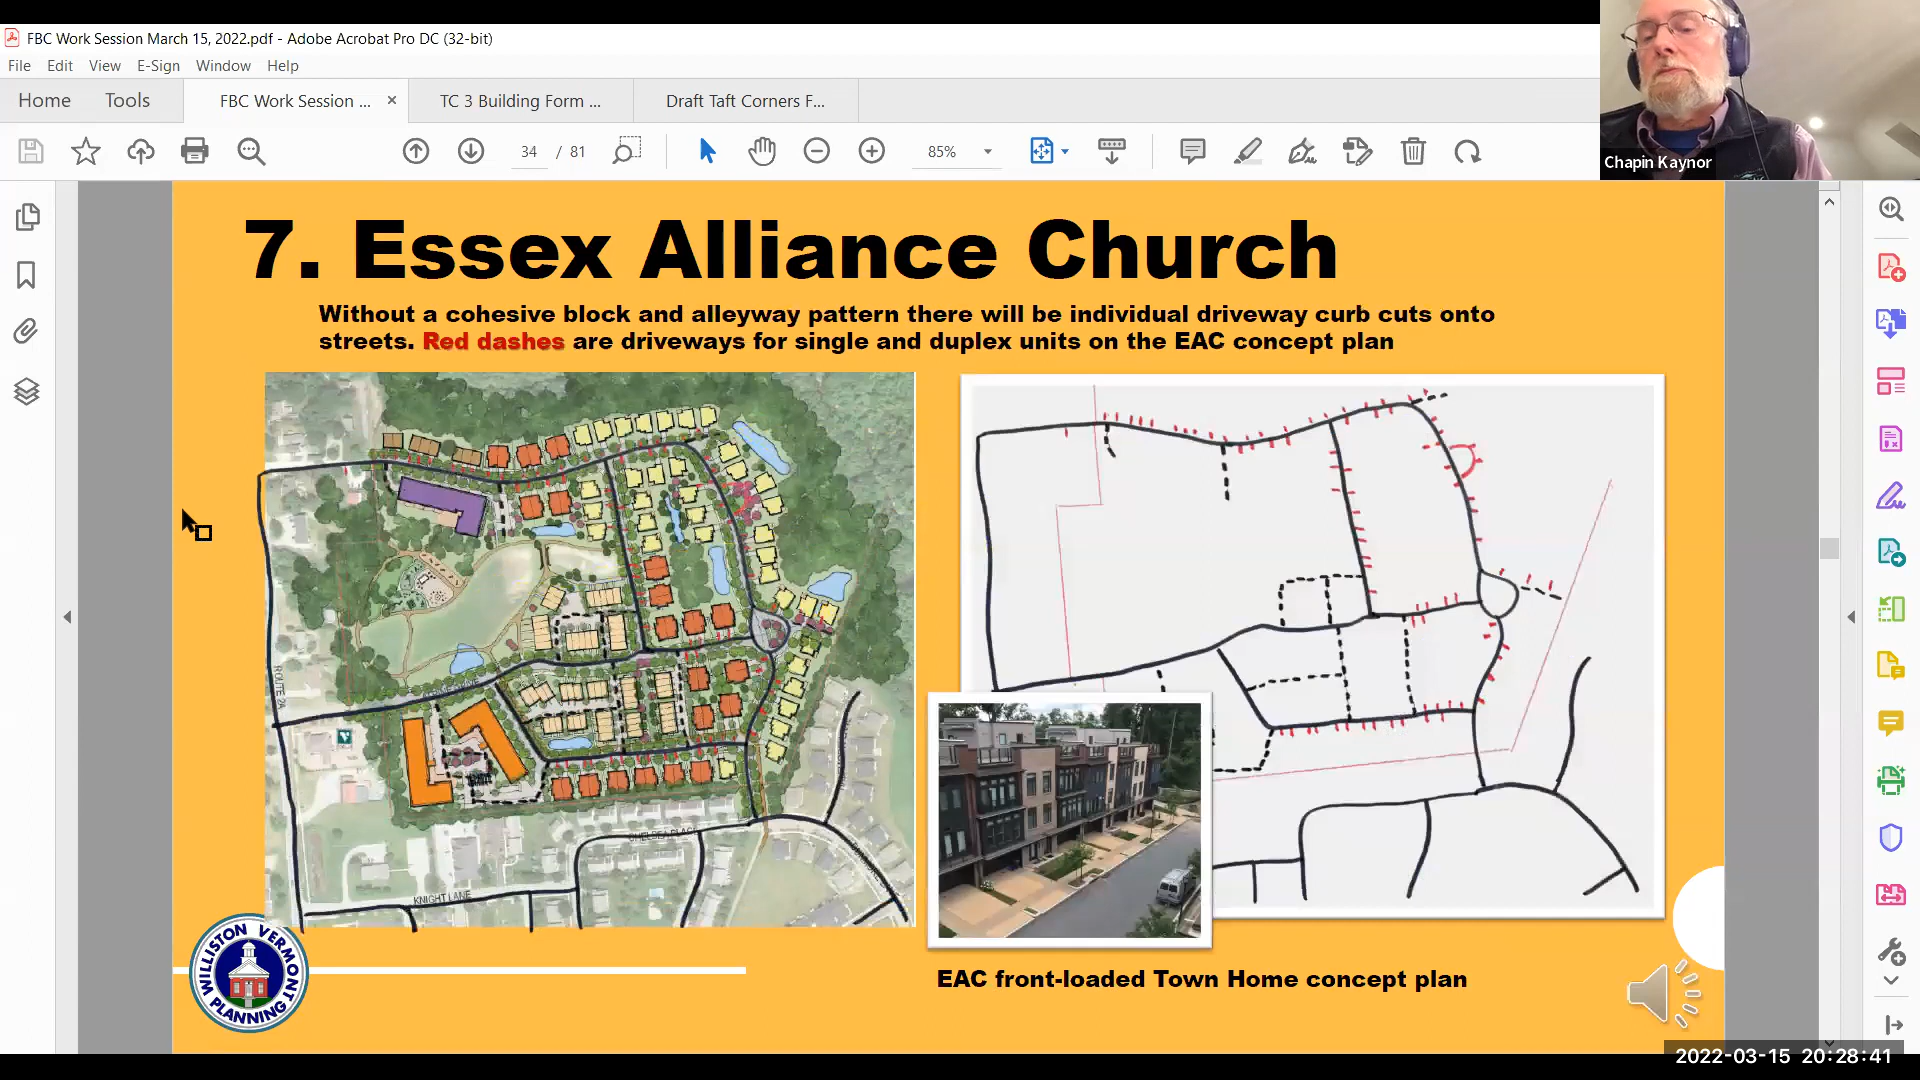 FBC Work Session March 15, 2022.pdf - Adobe Acrobat Pro DC (32-bit)
File Edit View E-Sign Window Help
Home Tools FBC Work Session ... × TC 3 Building Form ... Draft Taft Corners F...
34 / 81 85%
Chapin Kaynor
7. Essex Alliance Church
Without a cohesive block and alleyway pattern there will be individual driveway curb cuts onto
streets. Red dashes are driveways for single and duplex units on the EAC concept plan
CHELSEA PLACE
KNIGHT LANE
WILLISTON VERMONT
PLANNING
EAC front-loaded Town Home concept plan
2022-03-15 20:28:41